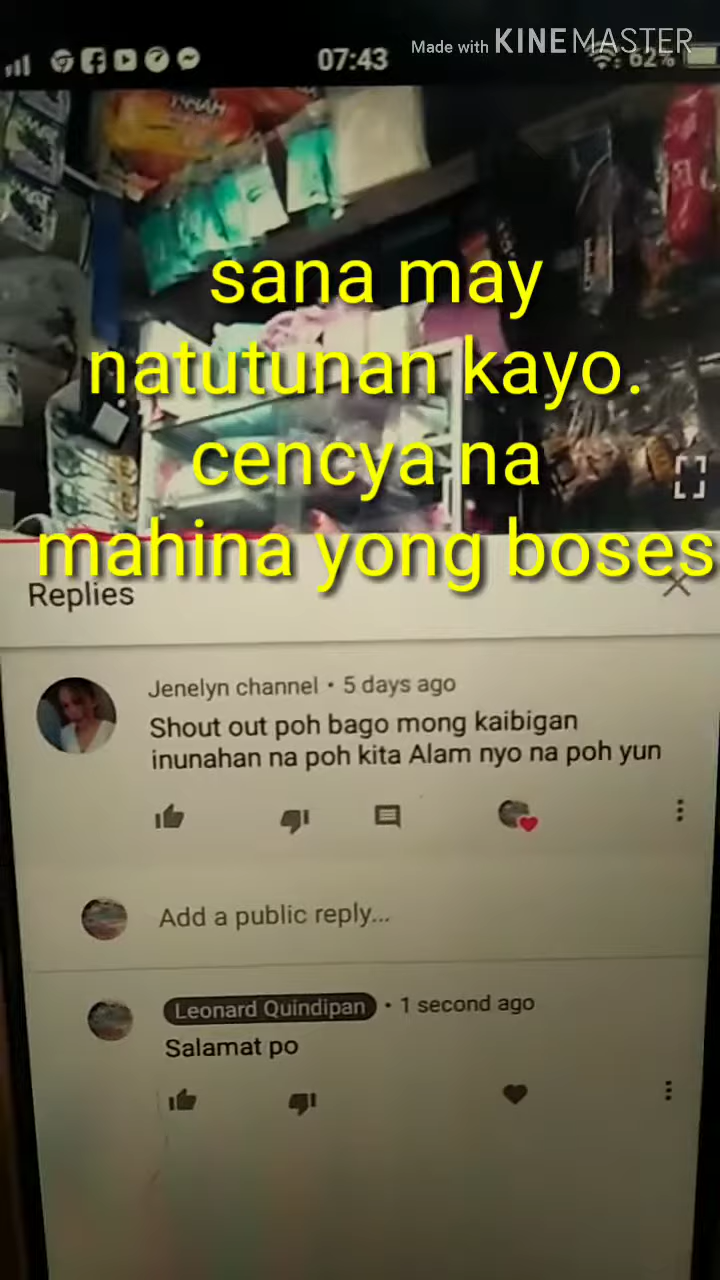 07:43
Made with KINEMASTER
62%
sana may
natutunan kayo.
cencya na
mahina yong boses
Replies
Jenelyn channel • 5 days ago
Shout out poh bago mong kaibigan
inunahan na poh kita Alam nyo na poh yun
Add a public reply...
Leonard Quindipan • 1 second ago
Salamat po